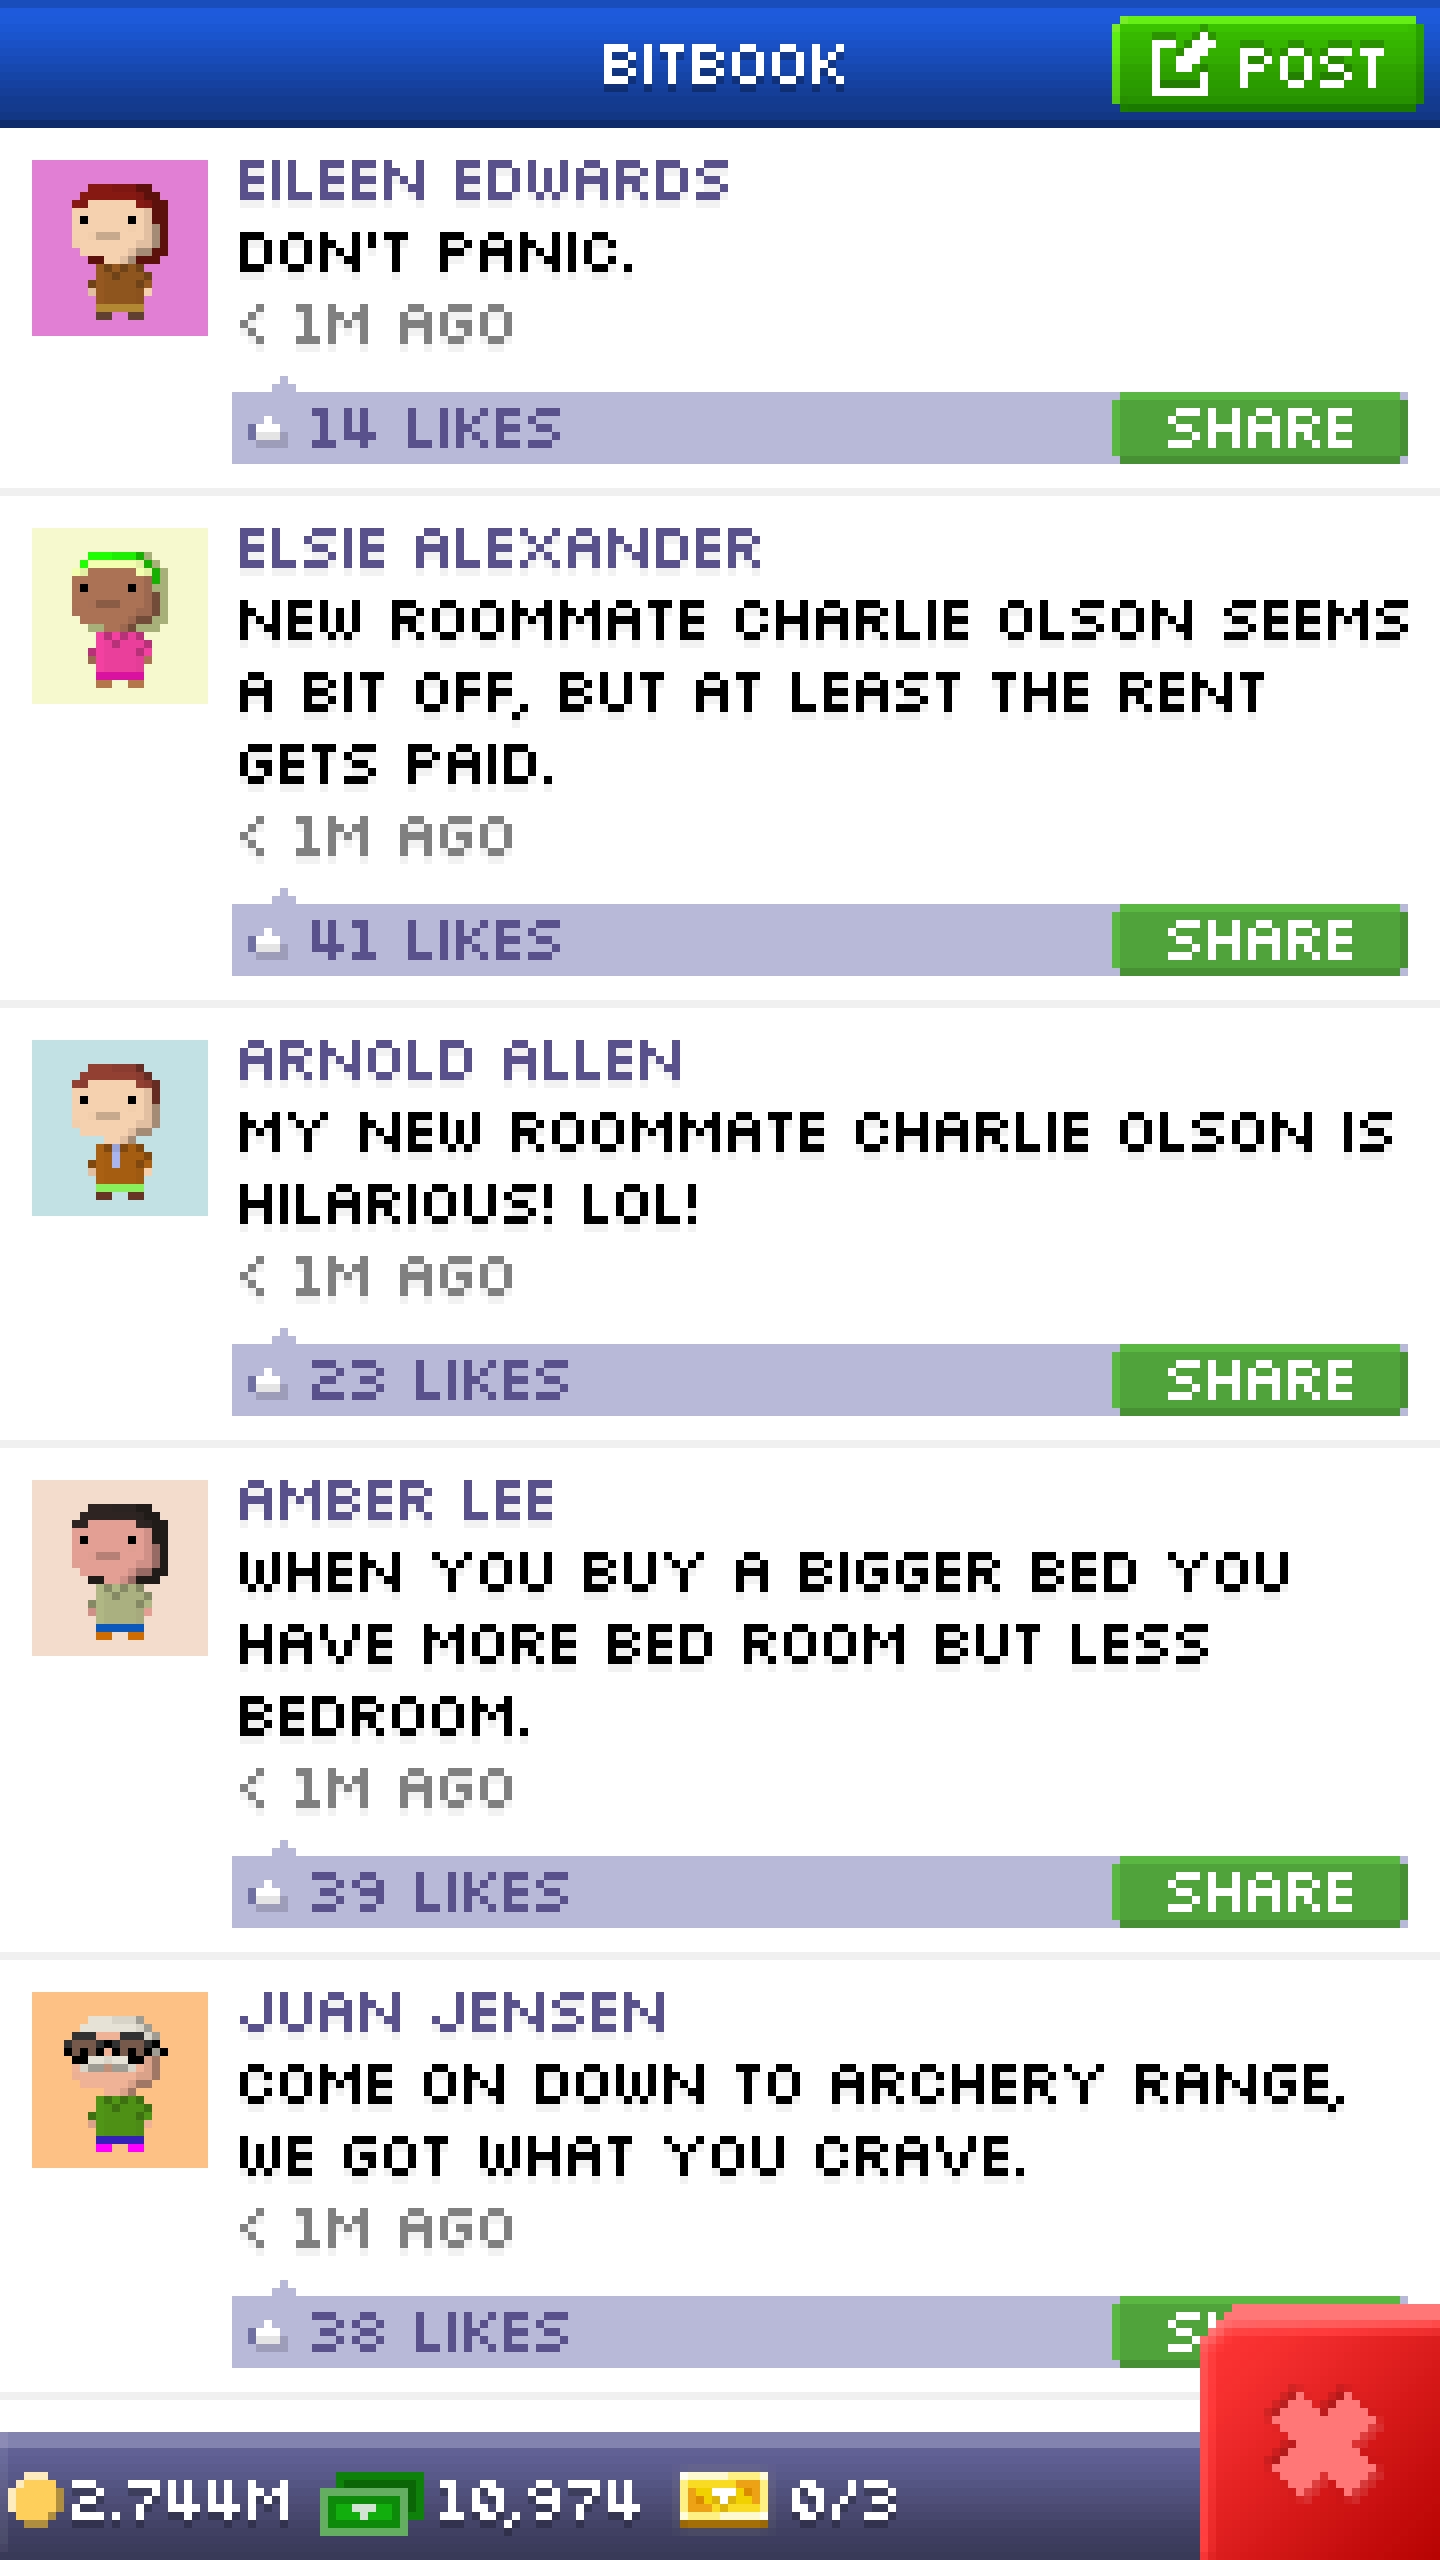 BITBOOK
POST
EILEEN EDWARDS
DON'T PANIC.
< 1M AGO
14 LIKES
SHARE
ELSIE ALEXANDER
NEW ROOMMATE CHARLIE OLSON SEEMS
A BIT OFF, BUT AT LEAST THE RENT
GETS PAID.
< 1M AGO
41 LIKES
SHARE
ARNOLD ALLEN
MY NEW ROOMMATE CHARLIE OLSON IS
HILARIOUS! LOL!
< 1M AGO
23 LIKES
SHARE
AMBER LEE
WHEN YOU BUY A BIGGER BED YOU
HAVE MORE BED ROOM BUT LESS
BEDROOM.
< 1M AGO
39 LIKES
SHARE
JUAN JENSEN
COME ON DOWN TO ARCHERY RANGE,
WE GOT WHAT YOU CRAVE.
< 1M AGO
38 LIKES
2.744M
10,974
0/3